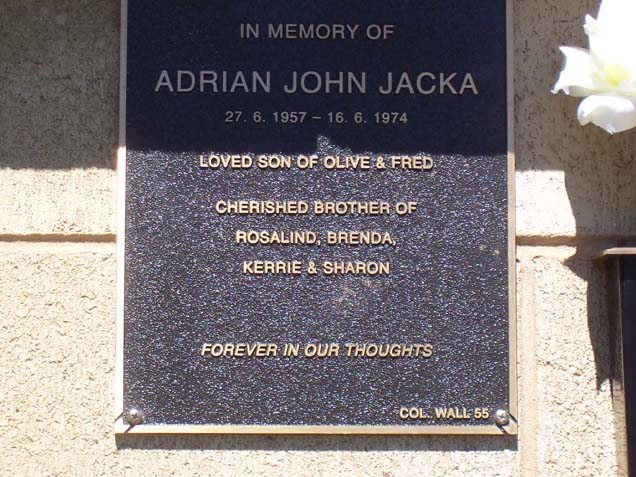 IN MEMORY OF
ADRIAN JOHN JACKA
27. 6. 1957 – 16. 6. 1974
LOVED SON OF OLIVE & FRED
CHERISHED BROTHER OF
ROSALIND, BRENDA,
KERRIE & SHARON
FOREVER IN OUR THOUGHTS
COL. WALL 55